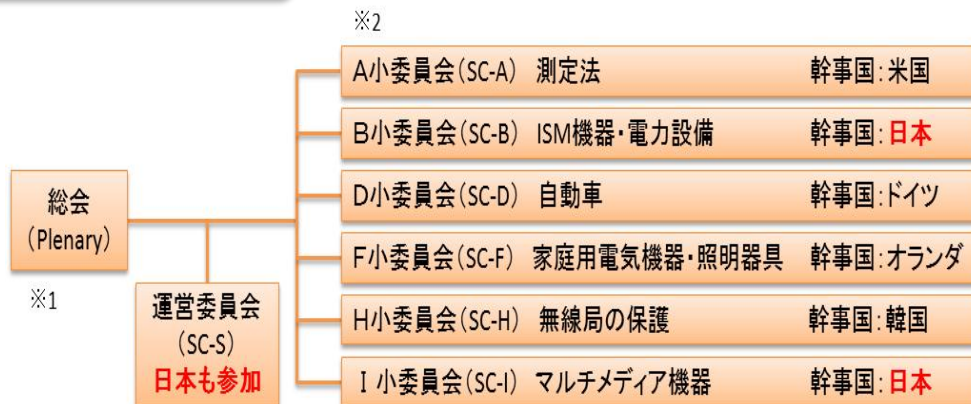 ※2
A小委員会(SC-A) 測定法 幹事国:米国
B小委員会(SC-B) ISM機器・電力設備 幹事国:日本
D小委員会(SC-D) 自動車 幹事国:ドイツ
総会
(Plenary)
F小委員会(SC-F) 家庭用電気機器・照明器具 幹事国:オランダ
※1
運営委員会
(SC-S)
日本も参加
H小委員会(SC-H) 無線局の保護 幹事国:韓国
I 小委員会(SC-I) マルチメディア機器 幹事国:日本